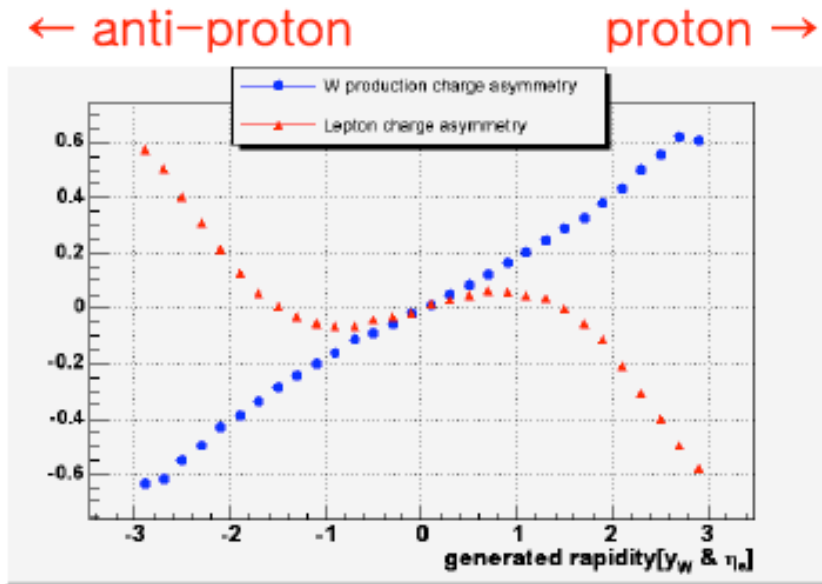 ← anti-proton proton →
W production charge asymmetry
Lepton charge asymmetry
0.6
0.4
0.2
0
-0.2
-0.4
-0.6
-3 -2 -1 0 1 2 3
generated rapidity[y_W & η_e]